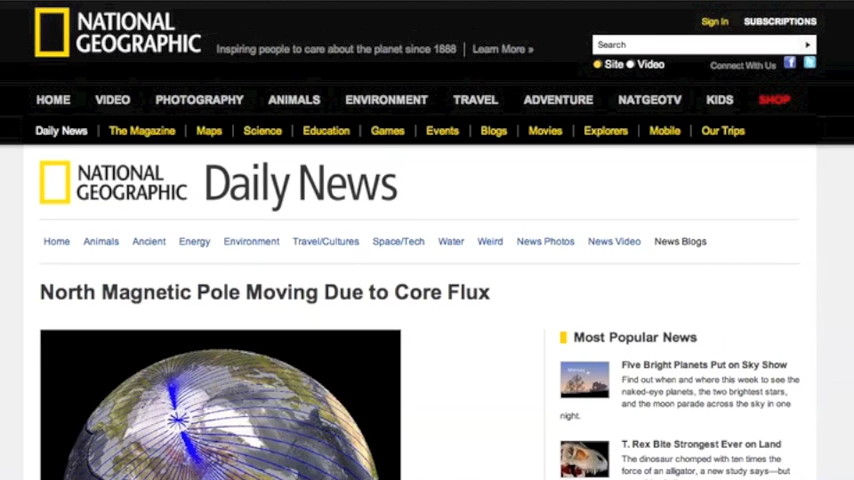 NATIONAL
GEOGRAPHIC
Inspiring people to care about the planet since 1888 | Learn More »
Sign In SUBSCRIPTIONS
Search
Site Video
Connect With Us
HOME VIDEO PHOTOGRAPHY ANIMALS ENVIRONMENT TRAVEL ADVENTURE NATGEOTV KIDS SHOP
Daily News | The Magazine | Maps | Science | Education | Games | Events | Blogs | Movies | Explorers | Mobile | Our Trips
NATIONAL
GEOGRAPHIC
Daily News
Home Animals Ancient Energy Environment Travel/Cultures Space/Tech Water Weird News Photos News Video News Blogs
North Magnetic Pole Moving Due to Core Flux
Most Popular News
Five Bright Planets Put on Sky Show
Find out when and where this week to see the
naked-eye planets, the two brightest stars,
and the moon parade across the sky in one
night.
T. Rex Bite Strongest Ever on Land
The dinosaur chomped with ten times the
force of an alligator, a new study says—but